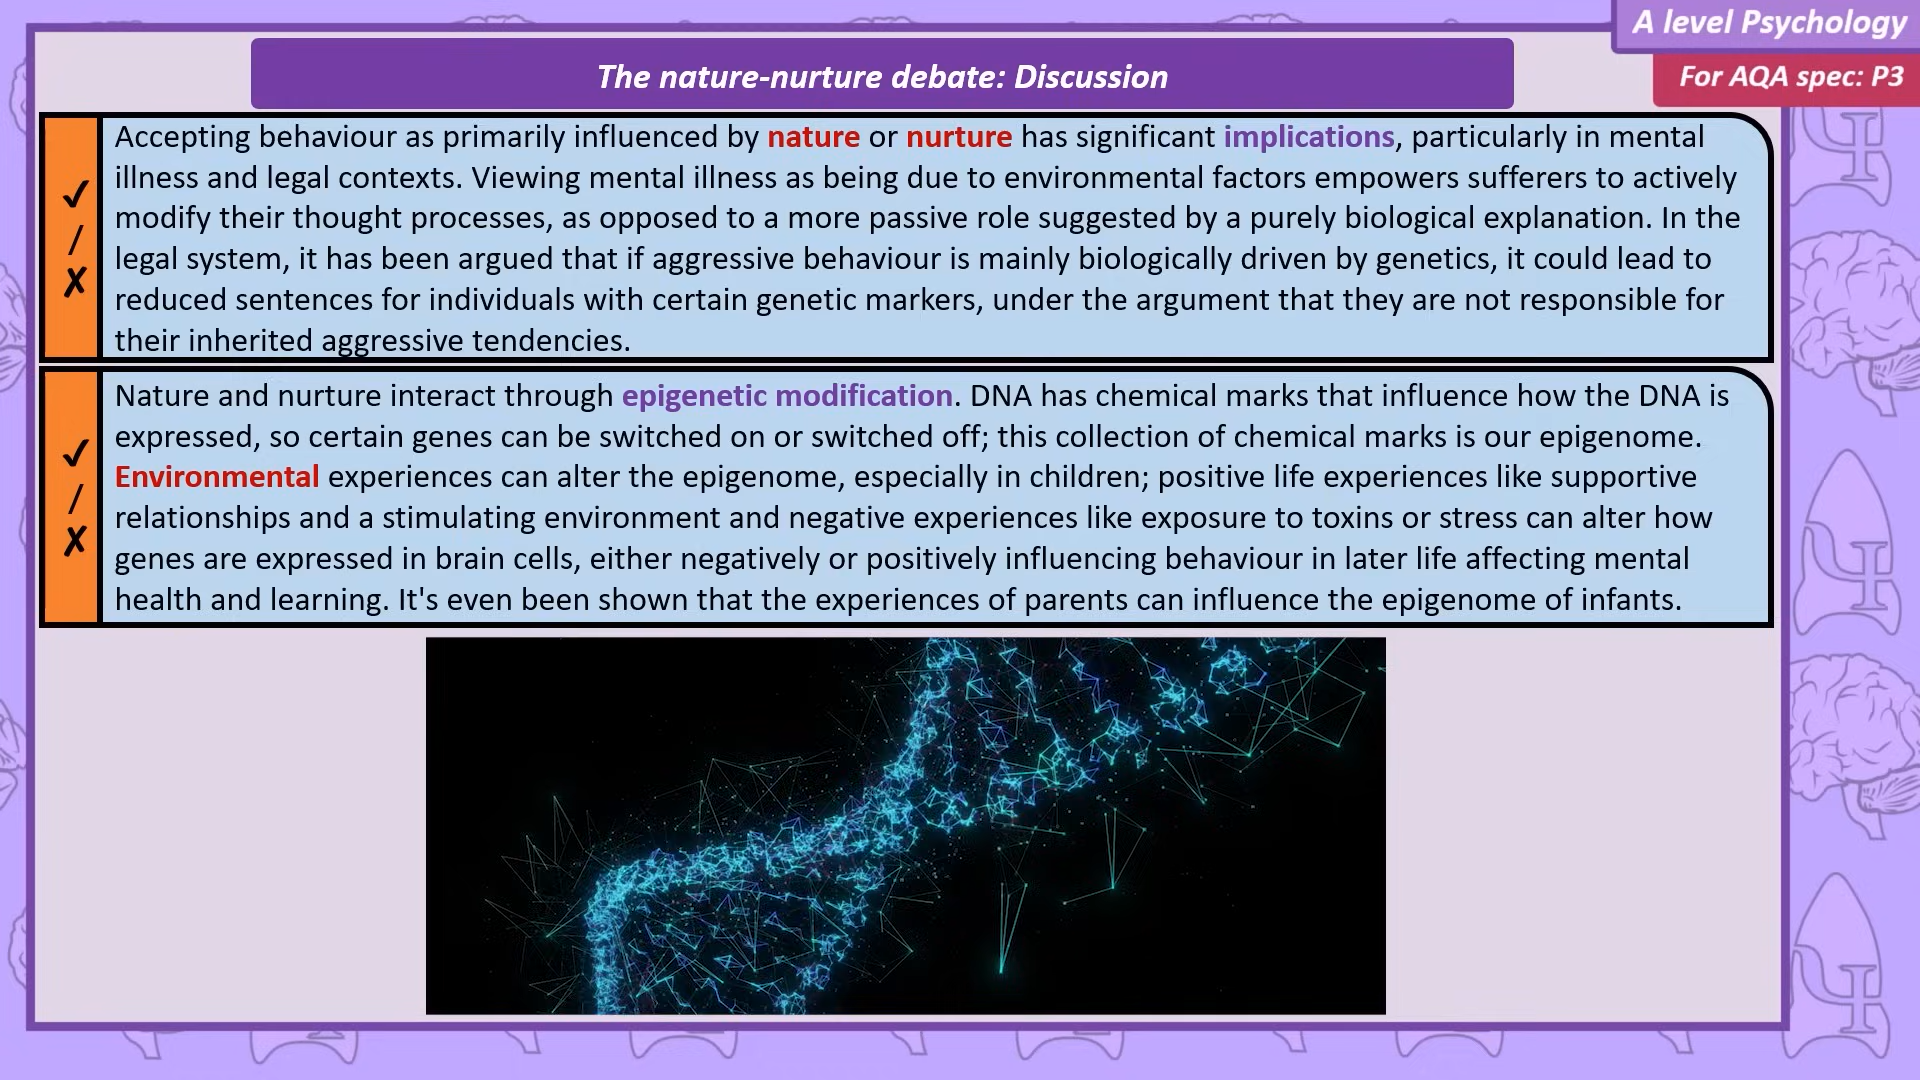 A level Psychology
The nature-nurture debate: Discussion
For AQA spec: P3
✓
/
✗
Accepting behaviour as primarily influenced by nature or nurture has significant implications, particularly in mental
illness and legal contexts. Viewing mental illness as being due to environmental factors empowers sufferers to actively
modify their thought processes, as opposed to a more passive role suggested by a purely biological explanation. In the
legal system, it has been argued that if aggressive behaviour is mainly biologically driven by genetics, it could lead to
reduced sentences for individuals with certain genetic markers, under the argument that they are not responsible for
their inherited aggressive tendencies.
✓
/
✗
Nature and nurture interact through epigenetic modification. DNA has chemical marks that influence how the DNA is
expressed, so certain genes can be switched on or switched off; this collection of chemical marks is our epigenome.
Environmental experiences can alter the epigenome, especially in children; positive life experiences like supportive
relationships and a stimulating environment and negative experiences like exposure to toxins or stress can alter how
genes are expressed in brain cells, either negatively or positively influencing behaviour in later life affecting mental
health and learning. It's even been shown that the experiences of parents can influence the epigenome of infants.